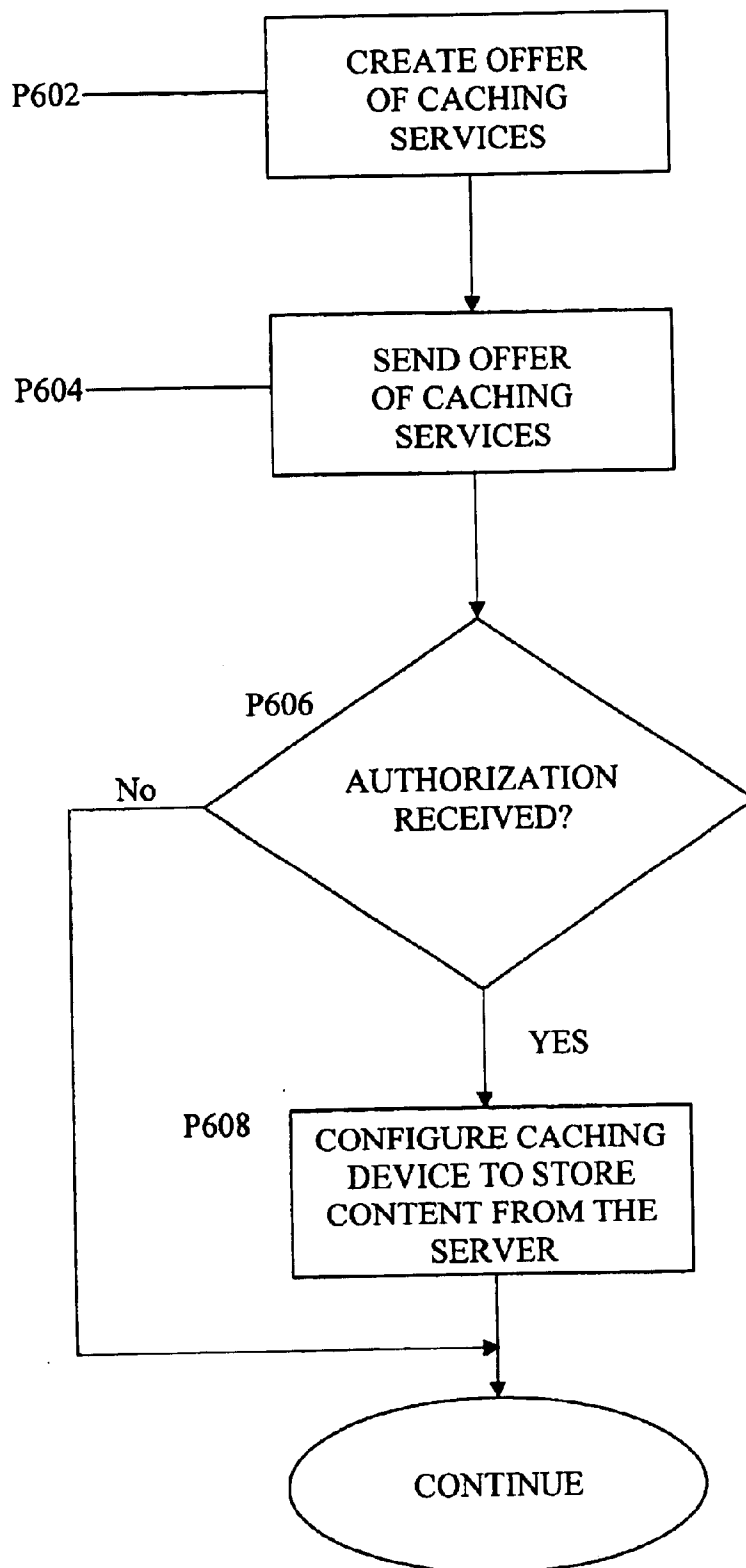 P602
CREATE OFFER
OF CACHING
SERVICES
P604
SEND OFFER
OF CACHING
SERVICES
P606
No
AUTHORIZATION
RECEIVED?
YES
P608
CONFIGURE CACHING
DEVICE TO STORE
CONTENT FROM THE
SERVER
CONTINUE